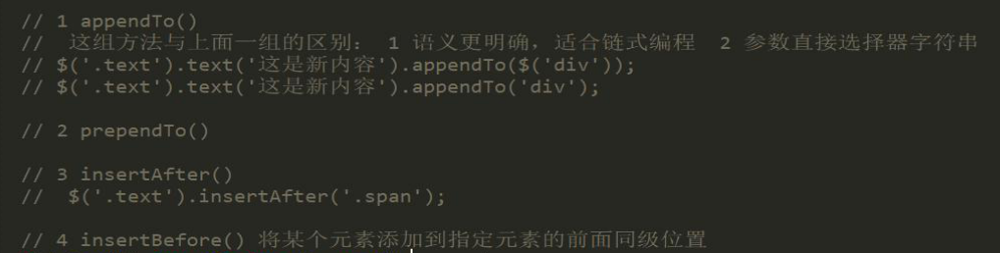 // 1 appendTo()
// 这组方法与上面一组的区别： 1 语义更明确，适合链式编程 2 参数直接选择器字符串
// $('.text').text('这是新内容').appendTo($('div'));
// $('.text').text('这是新内容').appendTo('div');
// 2 prependTo()
// 3 insertAfter()
// $('.text').insertAfter('.span');
// 4 insertBefore() 将某个元素添加到指定元素的前面同级位置